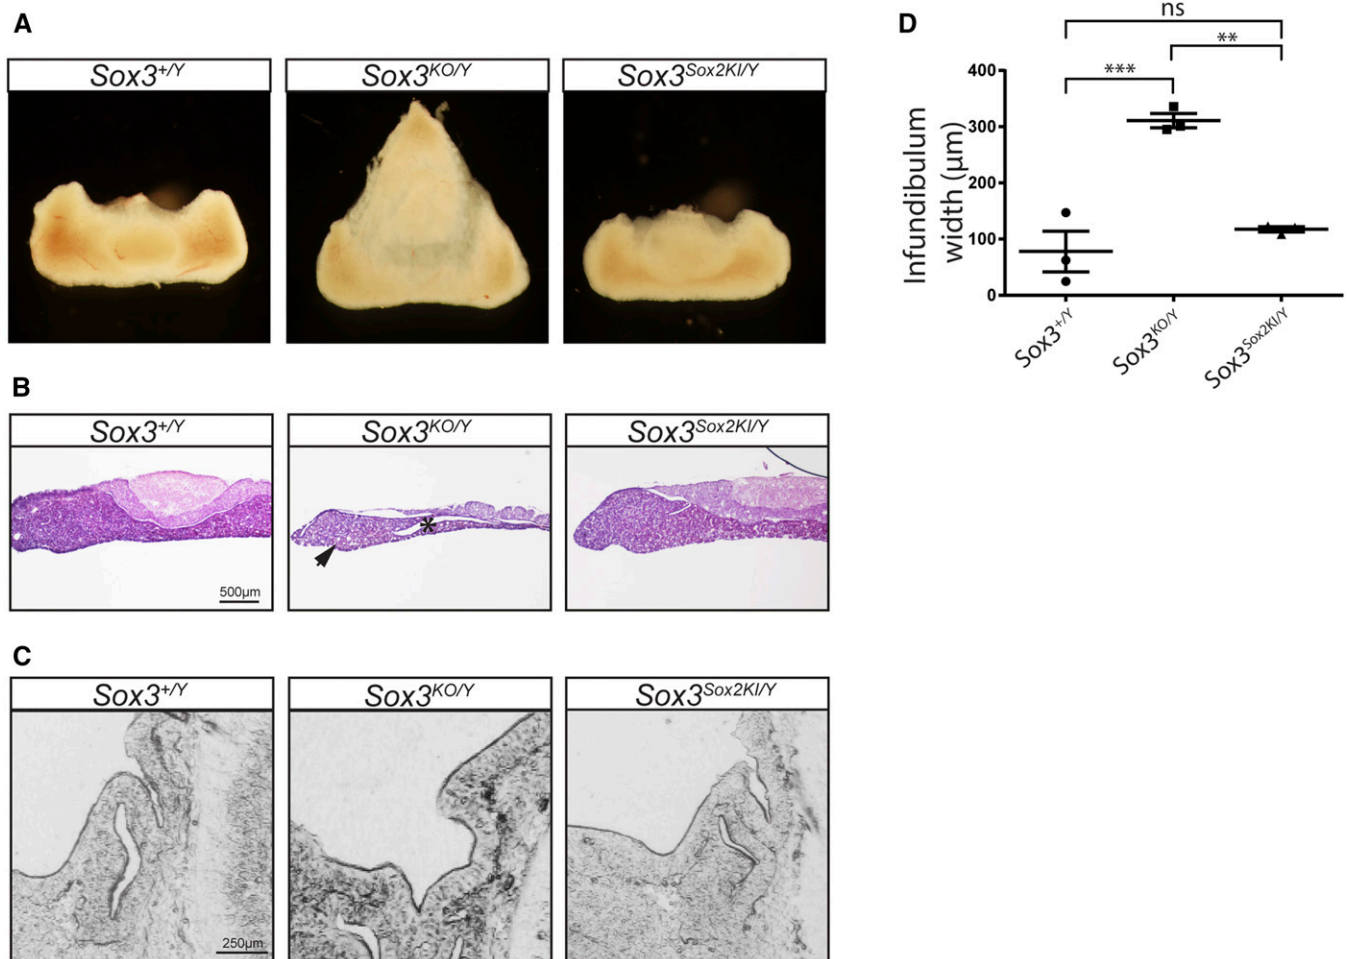 A
Sox3+/Y
Sox3KO/Y
Sox3Sox2KI/Y
B
Sox3+/Y
Sox3KO/Y
Sox3Sox2KI/Y
*
500µm
C
Sox3+/Y
Sox3KO/Y
Sox3Sox2KI/Y
250µm
D
ns
**
***
Infundibulum
width (µm)
400
300
200
100
0
Sox3+/Y
Sox3KO/Y
Sox3Sox2KI/Y